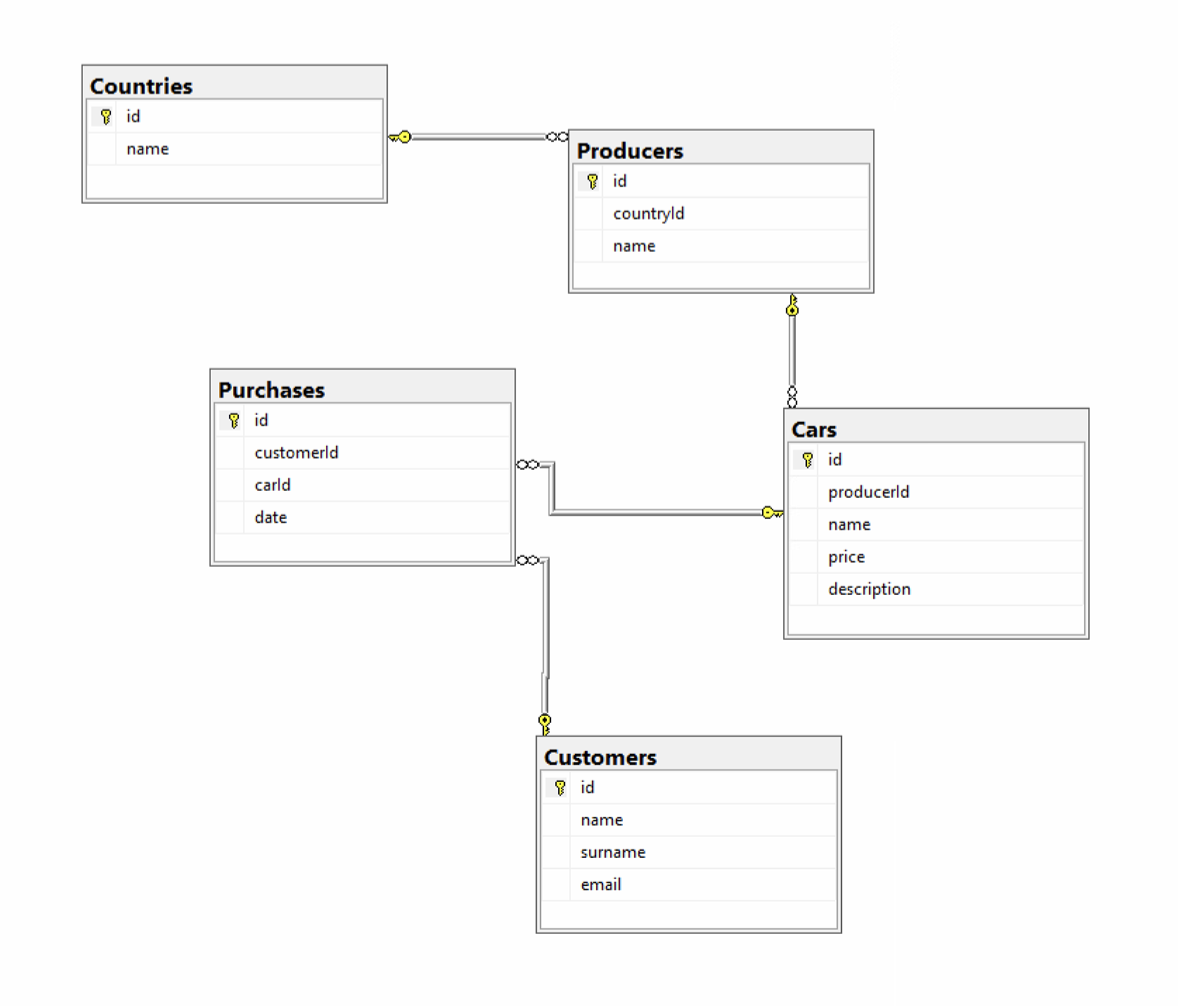 Countries
id
name
Producers
id
countryId
name
Purchases
id
customerId
carId
date
Cars
id
producerId
name
price
description
Customers
id
name
surname
email